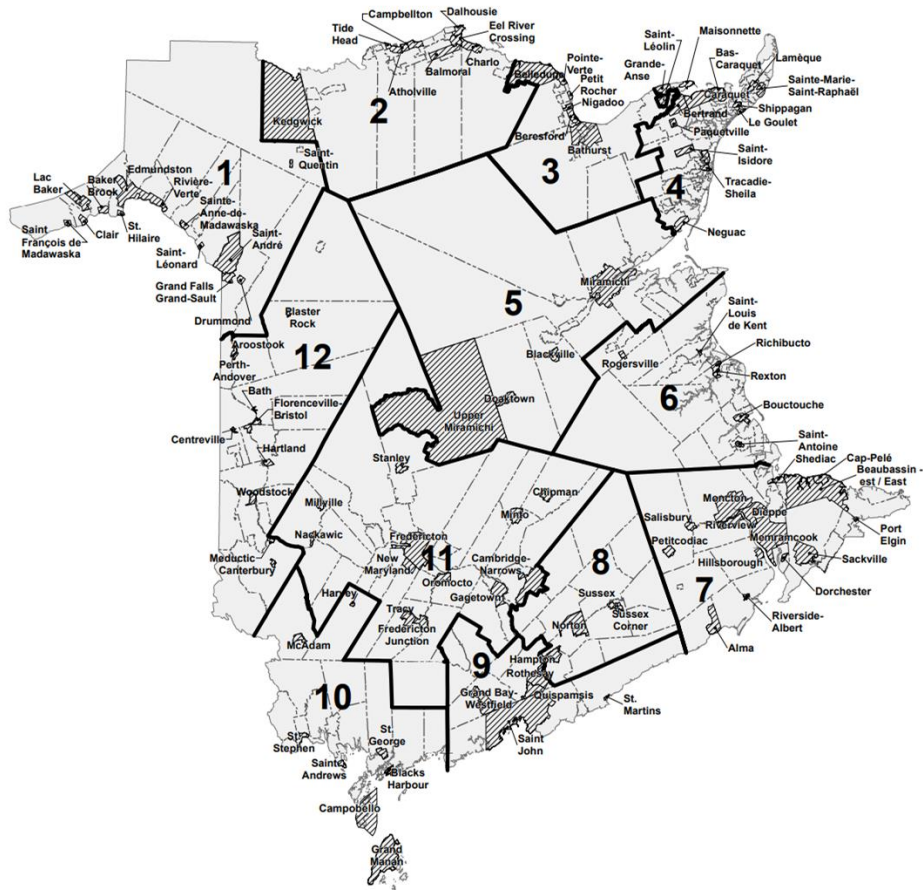 Campbellton
Dalhousie
Tide
Head
Eel River
Crossing
Balmoral
Charlo
Atholville
2
Kedgwick
Saint-
Quentin
Belledune
Pointe-
Verte
Petit
Rocher
Nigadoo
Beresford
Bathurst
3
Saint-
Léolin
Maisonnette
Grande-
Anse
Bas-
Caraquet
Lamèque
Caraquet
Sainte-Marie-
Saint-Raphaël
Bertrand
Shippagan
Le Goulet
Paquetville
Saint-
Isidore
4
Tracadie-
Sheila
Neguac
1
Lac
Baker
Baker
Brook
Edmundston
Rivière-
Verte
Sainte-
Anne-de-
Madawaska
Saint
François de
Madawaska
Clair
St.
Hilaire
Saint-
André
Saint-
Léonard
Grand Falls
Grand-Sault
Drummond
Plaster
Rock
12
Aroostook
Perth-
Andover
Bath
Florenceville-
Bristol
Centreville
Hartland
Woodstock
Meductic
Canterbury
5
Miramichi
Blackville
Doaktown
Upper
Miramichi
Rogersville
6
Saint-
Louis
de Kent
Richibucto
Rexton
Bouctouche
Saint-
Antoine
Shediac
Cap-Pelé
Beaubassin -
est / East
Stanley
Millville
Nackawic
Chipman
Minto
Fredericton
New
Maryland
11
Oromocto
Cambridge-
Narrows
Gagetown
Harvey
Tracy
Fredericton
Junction
McAdam
8
Sussex
Sussex
Corner
Norton
Moncton
Dieppe
Riverview
Salisbury
Memramcook
Petitcodiac
Hillsborough
Port
Elgin
Sackville
Dorchester
7
Riverside-
Albert
Alma
9
Hampton
Rothesay
Grand Bay-
Westfield
Quispamsis
Saint
John
St.
Martins
10
St.
Stephen
St.
George
Saint
Andrews
Blacks
Harbour
Campobello
Grand
Manan